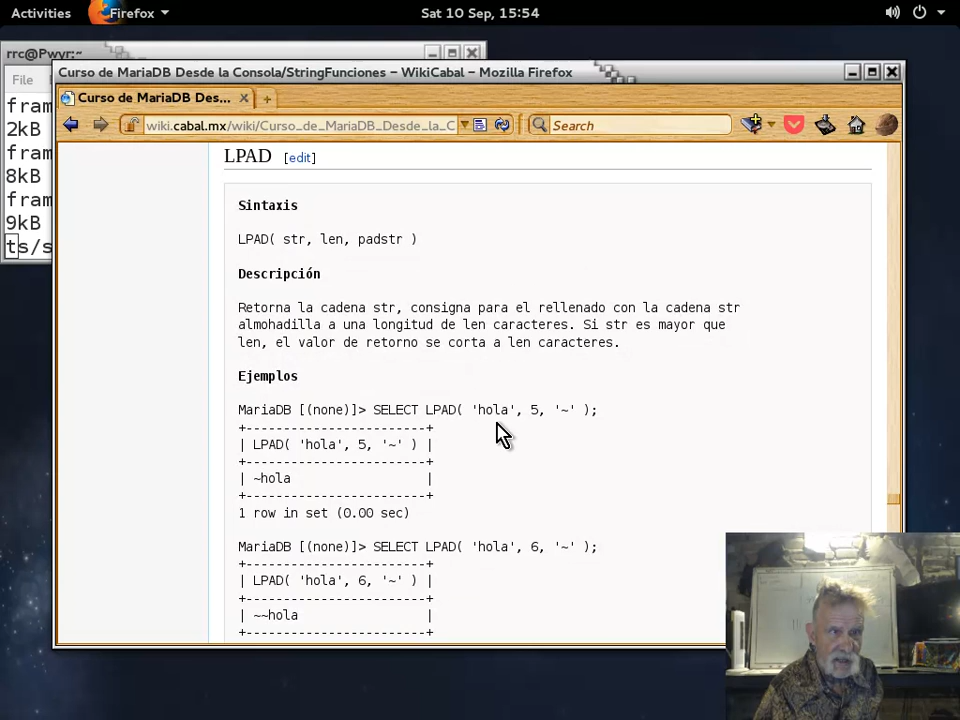 Activities Firefox Sat 10 Sep, 15:54
rrc@Pwyr:~
Curso de MariaDB Desde la Consola/StringFunciones – WikiCabal – Mozilla Firefox
File
Curso de MariaDB Des...
wiki.cabal.mx/wiki/Curso_de_MariaDB_Desde_la_C Search
fram
2kB
fram
8kB
fram
9kB
ts/s
LPAD [edit]
Sintaxis
LPAD( str, len, padstr )
Descripción
Retorna la cadena str, consigna para el rellenado con la cadena str
almohadilla a una longitud de len caracteres. Si str es mayor que
len, el valor de retorno se corta a len caracteres.
Ejemplos
MariaDB [(none)]> SELECT LPAD( 'hola', 5, '~' );
+------------------------+
| LPAD( 'hola', 5, '~' ) |
+------------------------+
| ~hola                  |
+------------------------+
1 row in set (0.00 sec)
MariaDB [(none)]> SELECT LPAD( 'hola', 6, '~' );
+------------------------+
| LPAD( 'hola', 6, '~' ) |
+------------------------+
| ~~hola                 |
+------------------------+